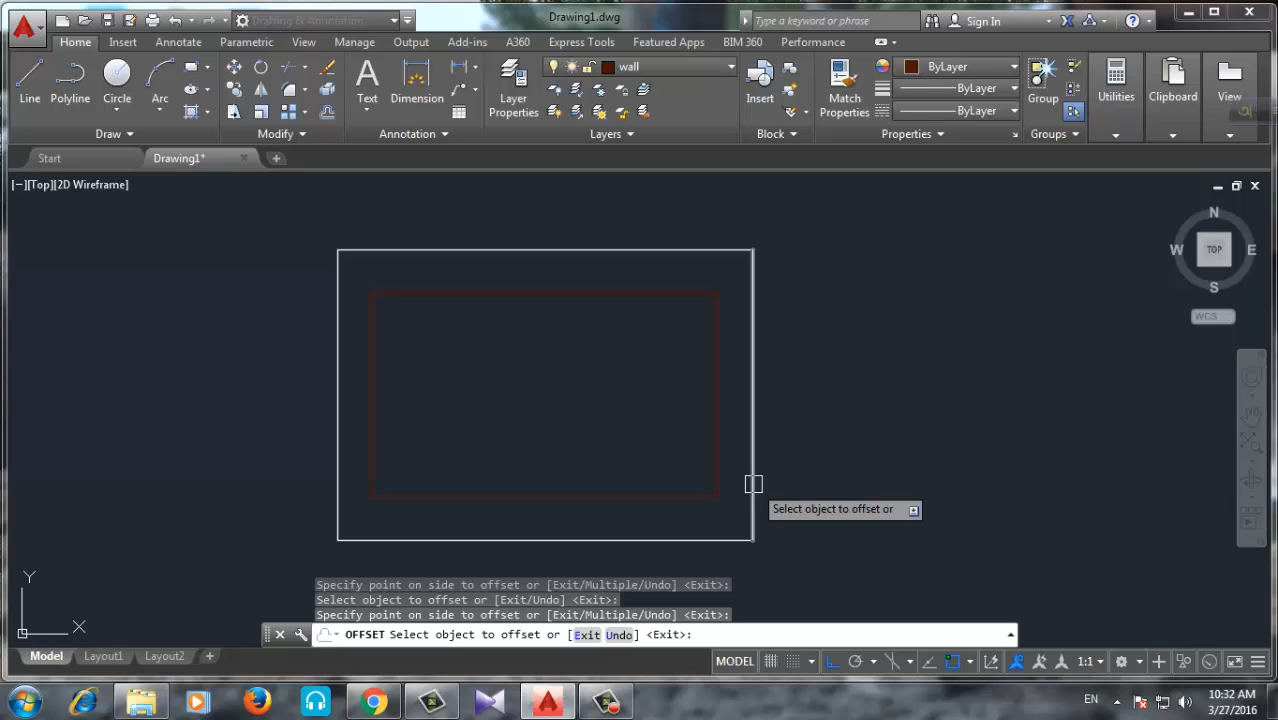 Drafting & Annotation
Drawing1.dwg
Type a keyword or phrase
Sign In
Home
Insert
Annotate
Parametric
View
Manage
Output
Add-ins
A360
Express Tools
Featured Apps
BIM 360
Performance
Line
Polyline
Circle
Arc
Text
Dimension
Layer
Properties
wall
Insert
Match
Properties
ByLayer
ByLayer
ByLayer
Group
Utilities
Clipboard
View
Draw
Modify
Annotation
Layers
Block
Properties
Groups
Start
Drawing1*
[−][Top][2D Wireframe]
N
W
TOP
E
S
WCS
Select object to offset or
Y
X
Specify point on side to offset or [Exit/Multiple/Undo] <Exit>:
Select object to offset or [Exit/Undo] <Exit>:
Specify point on side to offset or [Exit/Multiple/Undo] <Exit>:
OFFSET Select object to offset or [Exit Undo] <Exit>:
Model
Layout1
Layout2
MODEL
1:1
EN
10:32 AM
3/27/2016